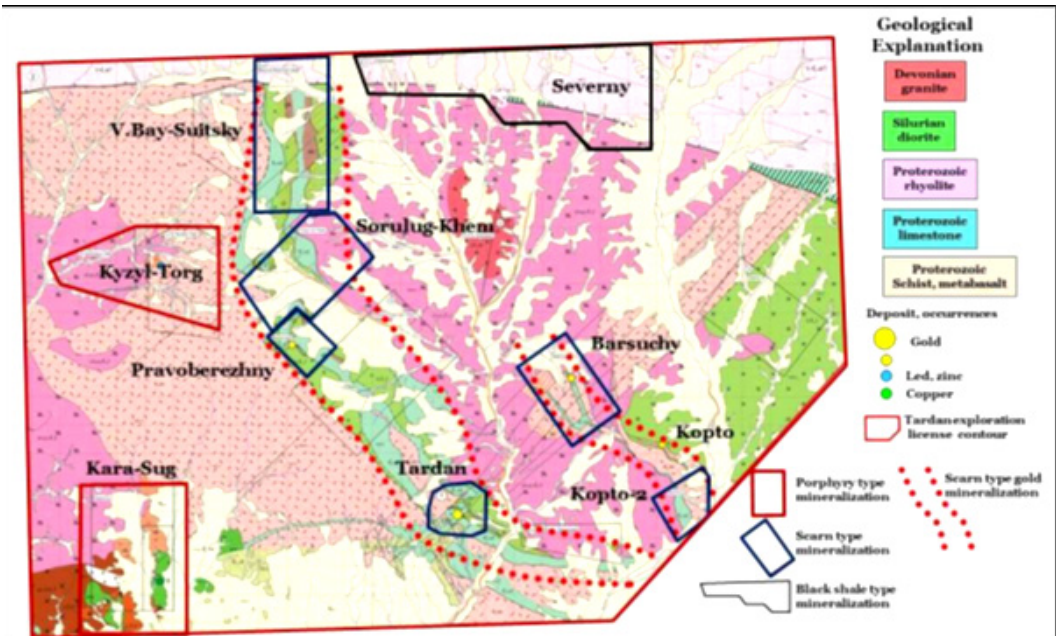 Geological
Explanation
Devonian
granite
Silurian
diorite
Proterozoic
rhyolite
Proterozoic
limestone
Proterozoic
Schist, metabasalt
Deposit, occurrences
Gold
Led, zinc
Copper
Tardan exploration
license contour
Porphyry type
mineralization
Scarn type gold
mineralization
Scarn type
mineralization
Black shale type
mineralization
Severny
V.Bay-Suitsky
Sorulug-Khem
Kyzyl-Torg
Pravoberezhny
Barsuchy
Kopto
Kara-Sug
Tardan
Kopto-2